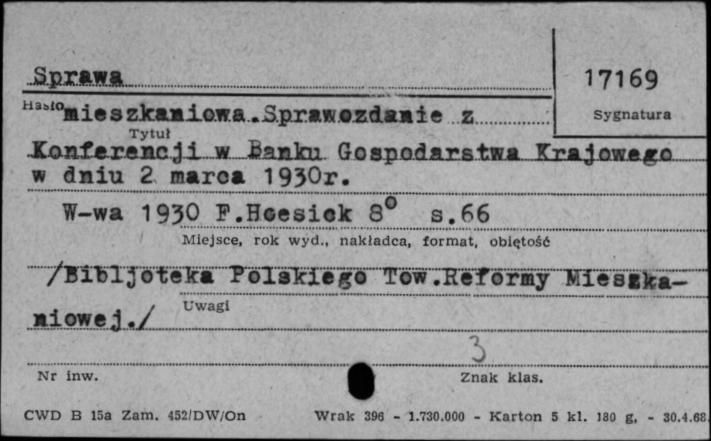 Sprawa
17169
Hasło mieszkaniowa.Sprawozdanie z
Sygnatura
Tytuł
Konferencji w Banku Gospodarstwa Krajowego
w dniu 2 marca 1930r.
W-wa 1930 F.Hoesick 8° s.66
Miejsce, rok wyd., nakładca, format, obiętość
/Bibljoteka Polskiego Tow.Reformy Mieszka-
Uwagi
niowej./
3
Nr inw.
Znak klas.
CWD B 15a Zam. 452/DW/On Wrak 396 - 1.730.000 - Karton 5 kl. 180 g. - 30.4.68